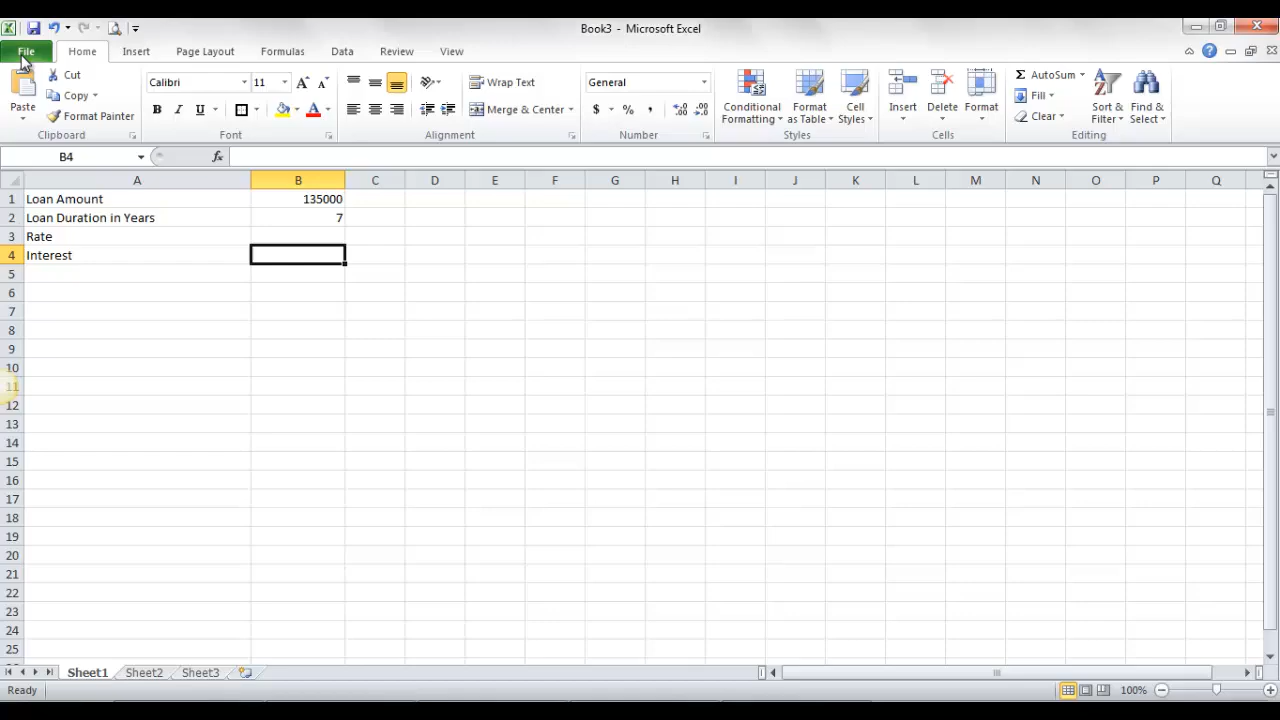 Book3 - Microsoft Excel
File Home Insert Page Layout Formulas Data Review View
Paste
Cut
Copy
Format Painter
Clipboard
Calibri 11
B I U
Font
Wrap Text
Merge & Center
Alignment
General
$ % ,
Number
Conditional Formatting
Format as Table
Cell Styles
Styles
Insert
Delete
Format
Cells
Σ AutoSum
Fill
Clear
Sort & Filter
Find & Select
Editing
B4 fx
A B C D E F G H I J K L M N O P Q
1 Loan Amount 135000
2 Loan Duration in Years 7
3 Rate
4 Interest
5
6
7
8
9
10
11
12
13
14
15
16
17
18
19
20
21
22
23
24
25
Sheet1 Sheet2 Sheet3
Ready 100%